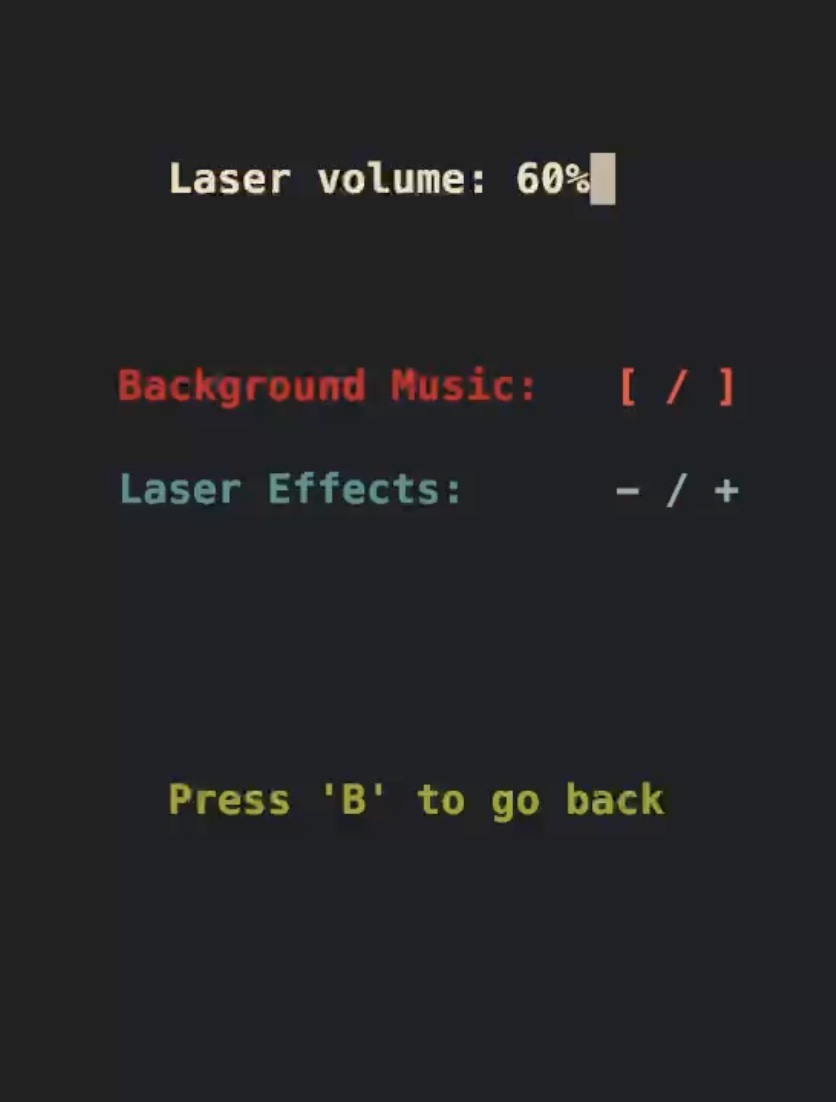 Laser volume: 60%
Background Music: [ / ]
Laser Effects: - / +
Press 'B' to go back